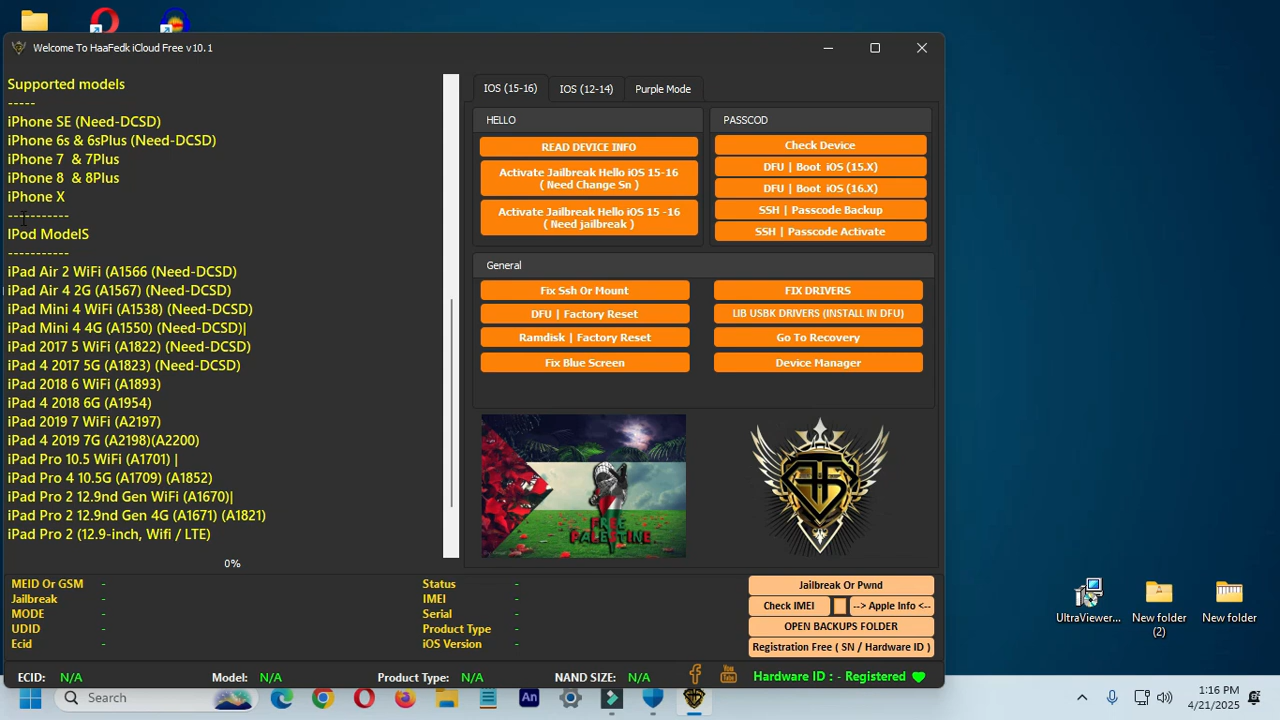 Welcome To HaaFedk iCloud Free v10.1
Supported models
-----
iPhone SE (Need-DCSD)
iPhone 6s & 6sPlus (Need-DCSD)
iPhone 7  & 7Plus
iPhone 8  & 8Plus
iPhone X
-----------
IPod ModelS
-----------
iPad Air 2 WiFi (A1566 (Need-DCSD)
iPad Air 4 2G (A1567) (Need-DCSD)
iPad Mini 4 WiFi (A1538) (Need-DCSD)
iPad Mini 4 4G (A1550) (Need-DCSD)|
iPad 2017 5 WiFi (A1822) (Need-DCSD)
iPad 4 2017 5G (A1823) (Need-DCSD)
iPad 2018 6 WiFi (A1893)
iPad 4 2018 6G (A1954)
iPad 2019 7 WiFi (A2197)
iPad 4 2019 7G (A2198)(A2200)
iPad Pro 10.5 WiFi (A1701) |
iPad Pro 4 10.5G (A1709) (A1852)
iPad Pro 2 12.9nd Gen WiFi (A1670)|
iPad Pro 2 12.9nd Gen 4G (A1671) (A1821)
iPad Pro 2 (12.9-inch, Wifi / LTE)
0%
IOS (15-16)
IOS (12-14)
Purple Mode
HELLO
READ DEVICE INFO
Activate Jailbreak Hello iOS 15-16
( Need Change Sn )
Activate Jailbreak Hello iOS 15 -16
( Need jailbreak )
PASSCOD
Check Device
DFU | Boot  iOS (15.X)
DFU | Boot  iOS (16.X)
SSH | Passcode Backup
SSH | Passcode Activate
General
Fix Ssh Or Mount
FIX DRIVERS
DFU | Factory Reset
LIB USBK DRIVERS (INSTALL IN DFU)
Ramdisk | Factory Reset
Go To Recovery
Fix Blue Screen
Device Manager
FREE
PALESTINE
MEID Or GSM -
Jailbreak -
MODE -
UDID -
Ecid -
Status -
IMEI -
Serial -
Product Type -
iOS Version -
Jailbreak Or Pwnd
Check IMEI
--> Apple Info <--
OPEN BACKUPS FOLDER
Registration Free ( SN / Hardware ID )
ECID: N/A
Model: N/A
Product Type: N/A
NAND SIZE: N/A
You
Tube
Hardware ID : - Registered
UltraViewer...
New folder
(2)
New folder
Search
An
1:16 PM
4/21/2025